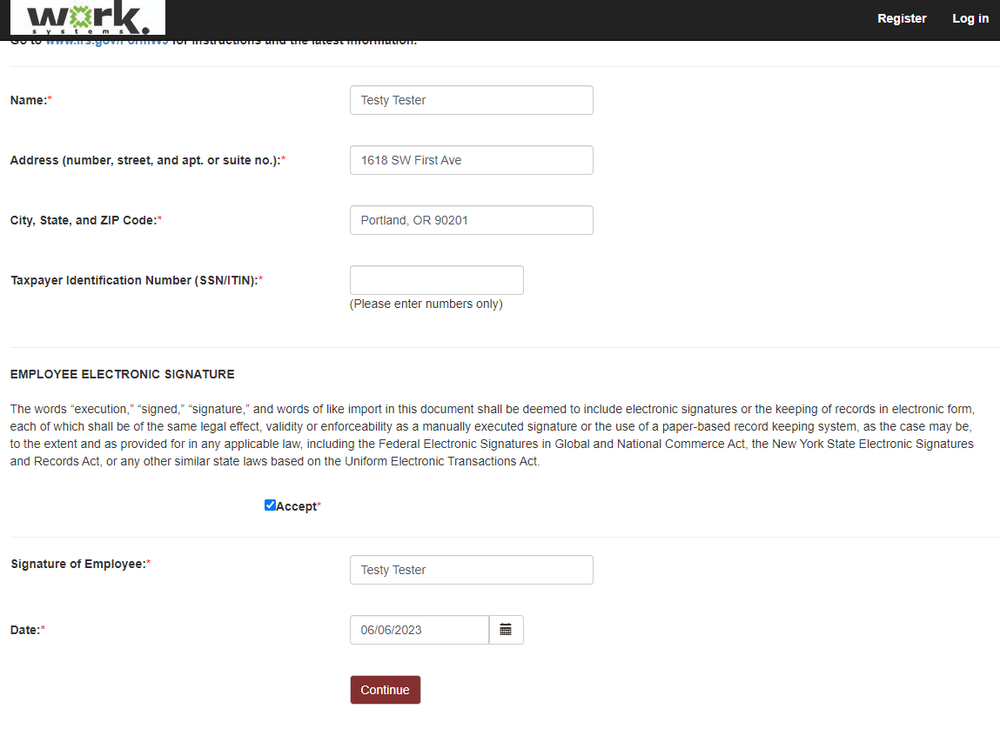 work.
systems
Register
Log in
Go to www.irs.gov/FormW9 for instructions and the latest information.
Name:*
Testy Tester
Address (number, street, and apt. or suite no.):*
1618 SW First Ave
City, State, and ZIP Code:*
Portland, OR 90201
Taxpayer Identification Number (SSN/ITIN):*
(Please enter numbers only)
EMPLOYEE ELECTRONIC SIGNATURE
The words “execution,” “signed,” “signature,” and words of like import in this document shall be deemed to include electronic signatures or the keeping of records in electronic form,
each of which shall be of the same legal effect, validity or enforceability as a manually executed signature or the use of a paper-based record keeping system, as the case may be,
to the extent and as provided for in any applicable law, including the Federal Electronic Signatures in Global and National Commerce Act, the New York State Electronic Signatures
and Records Act, or any other similar state laws based on the Uniform Electronic Transactions Act.
Accept*
Signature of Employee:*
Testy Tester
Date:*
06/06/2023
Continue